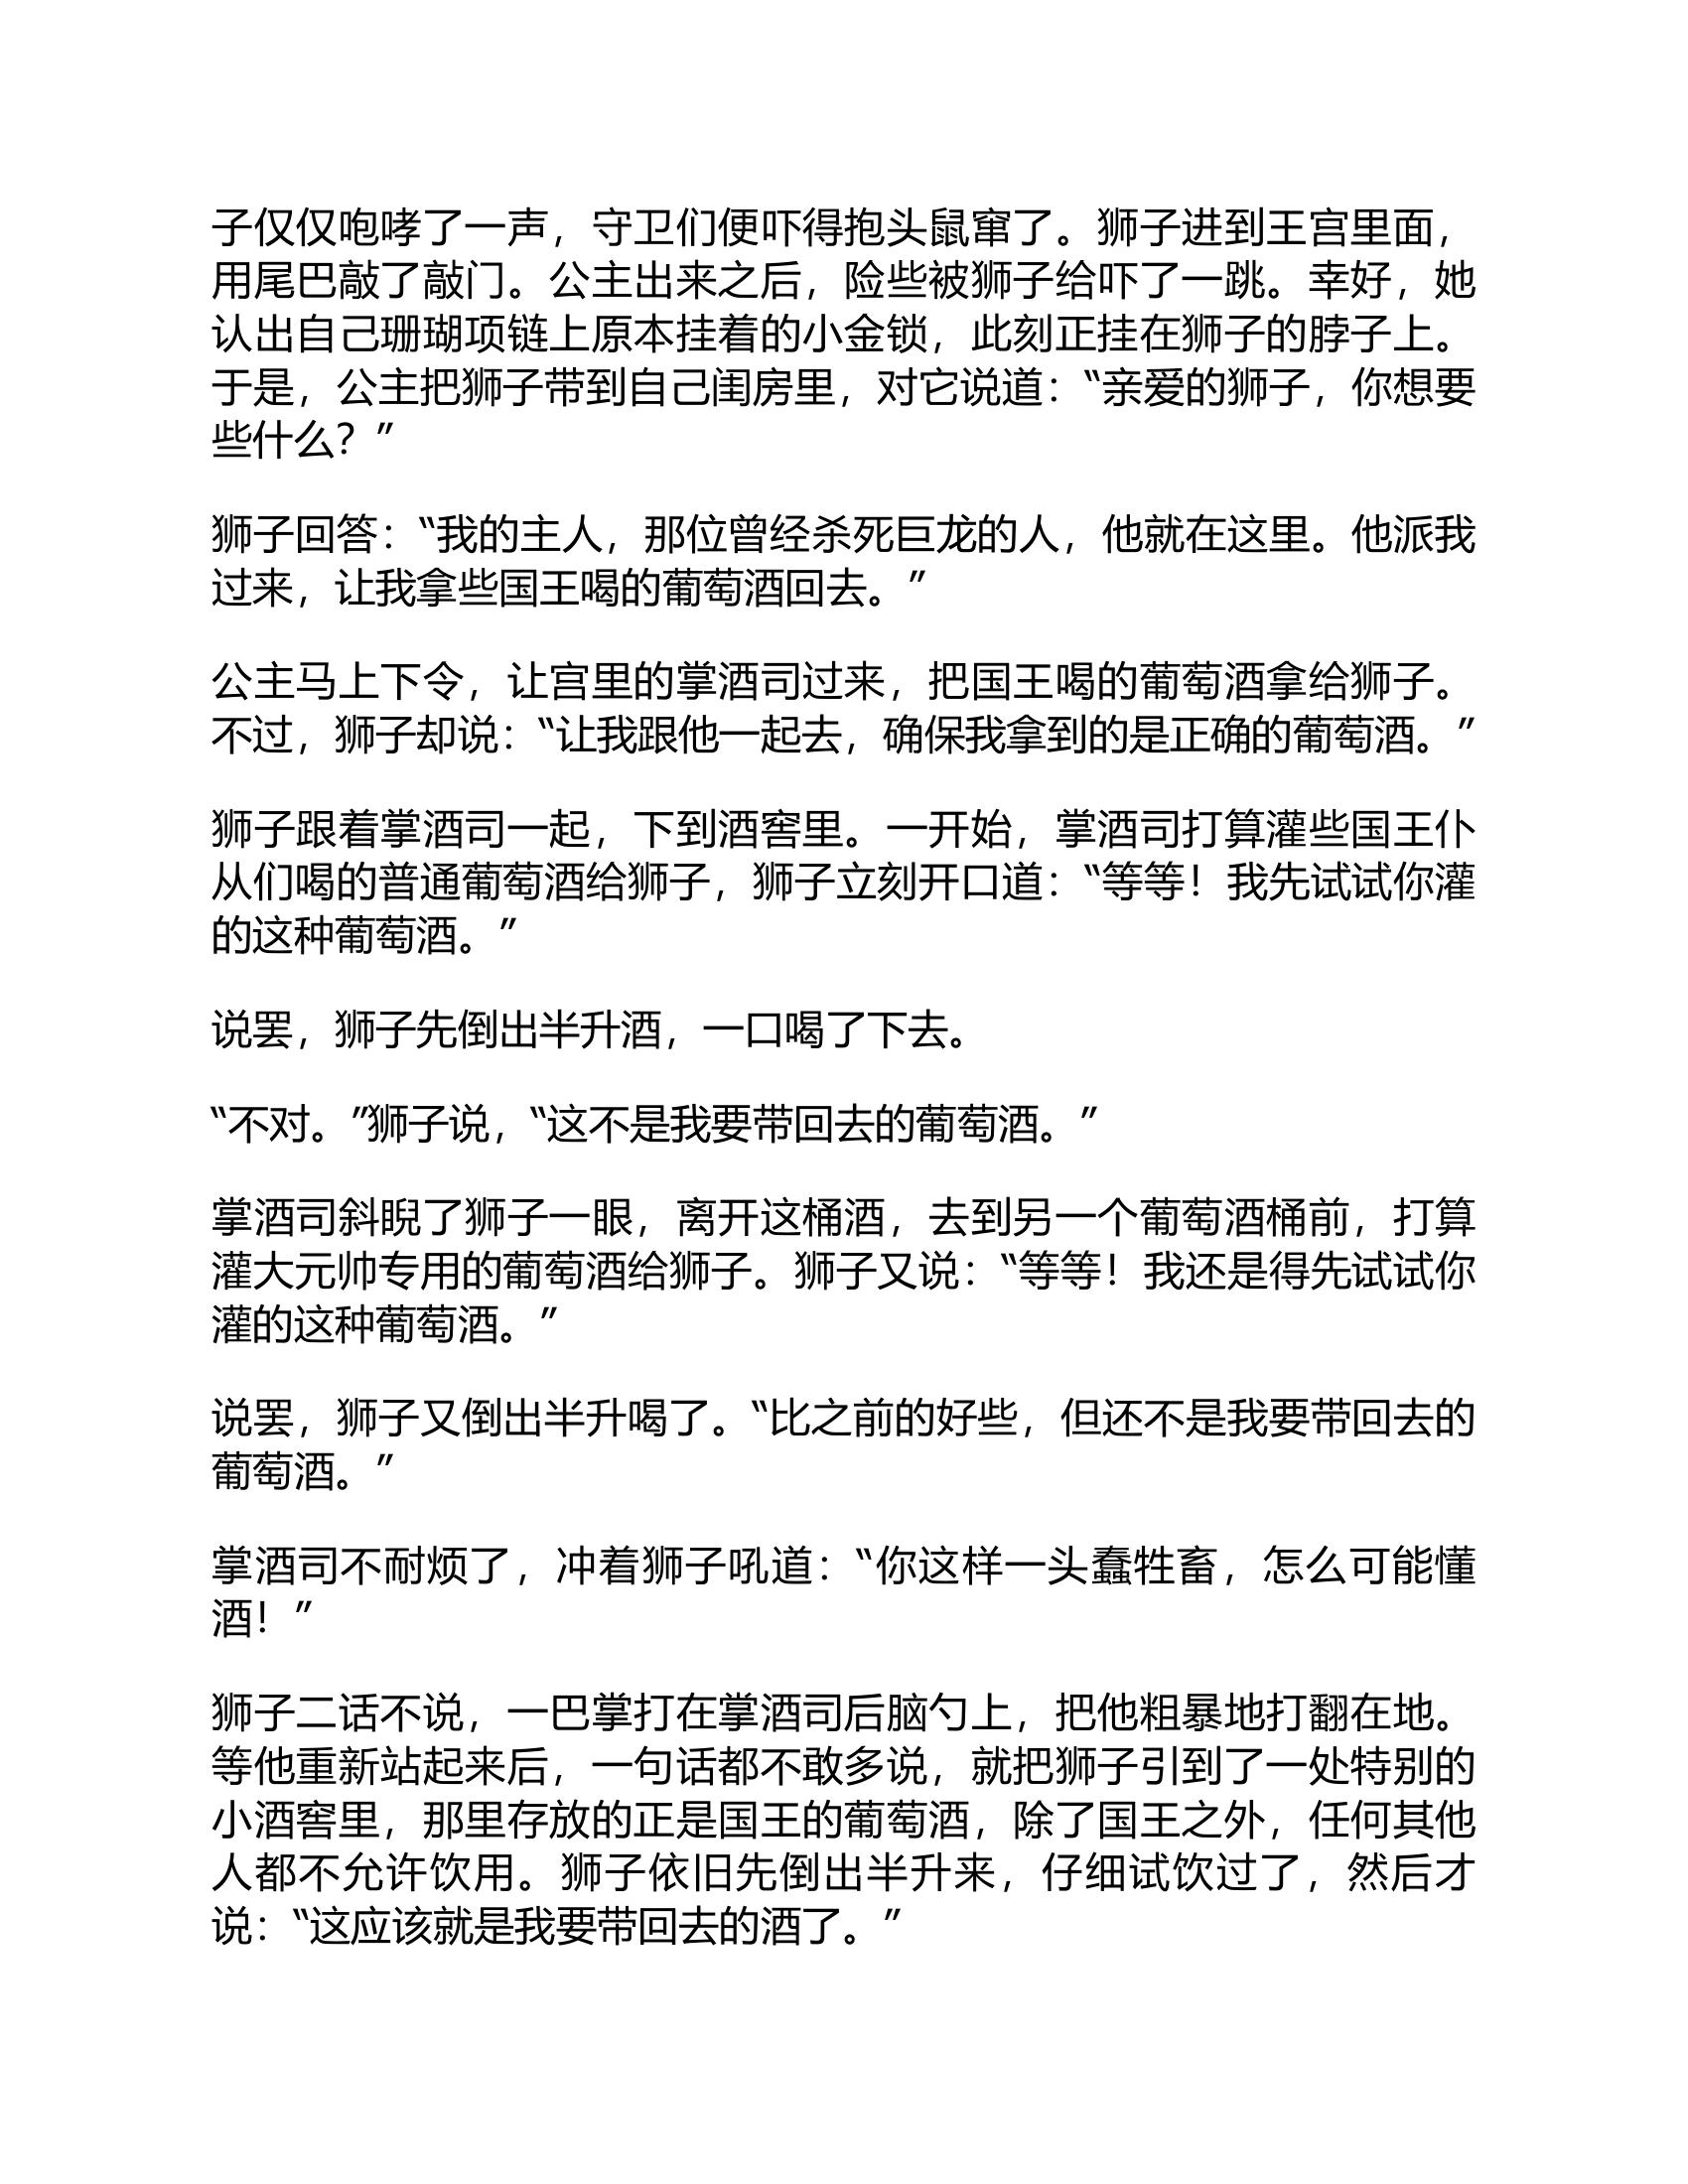 子仅仅咆哮了一声，守卫们便吓得抱头鼠窜了。狮子进到王宫里面，
用尾巴敲了敲门。公主出来之后，险些被狮子给吓了一跳。幸好，她
认出自己珊瑚项链上原本挂着的小金锁，此刻正挂在狮子的脖子上。
于是，公主把狮子带到自己闺房里，对它说道：“亲爱的狮子，你想要
些什么？”
狮子回答：“我的主人，那位曾经杀死巨龙的人，他就在这里。他派我
过来，让我拿些国王喝的葡萄酒回去。”
公主马上下令，让宫里的掌酒司过来，把国王喝的葡萄酒拿给狮子。
不过，狮子却说：“让我跟他一起去，确保我拿到的是正确的葡萄酒。”
狮子跟着掌酒司一起，下到酒窖里。一开始，掌酒司打算灌些国王仆
从们喝的普通葡萄酒给狮子，狮子立刻开口道：“等等！我先试试你灌
的这种葡萄酒。”
说罢，狮子先倒出半升酒，一口喝了下去。
“不对。”狮子说，“这不是我要带回去的葡萄酒。”
掌酒司斜睨了狮子一眼，离开这桶酒，去到另一个葡萄酒桶前，打算
灌大元帅专用的葡萄酒给狮子。狮子又说：“等等！我还是得先试试你
灌的这种葡萄酒。”
说罢，狮子又倒出半升喝了。“比之前的好些，但还不是我要带回去的
葡萄酒。”
掌酒司不耐烦了，冲着狮子吼道：“你这样一头蠢牲畜，怎么可能懂
酒！”
狮子二话不说，一巴掌打在掌酒司后脑勺上，把他粗暴地打翻在地。
等他重新站起来后，一句话都不敢多说，就把狮子引到了一处特别的
小酒窖里，那里存放的正是国王的葡萄酒，除了国王之外，任何其他
人都不允许饮用。狮子依旧先倒出半升来，仔细试饮过了，然后才
说：“这应该就是我要带回去的酒了。”